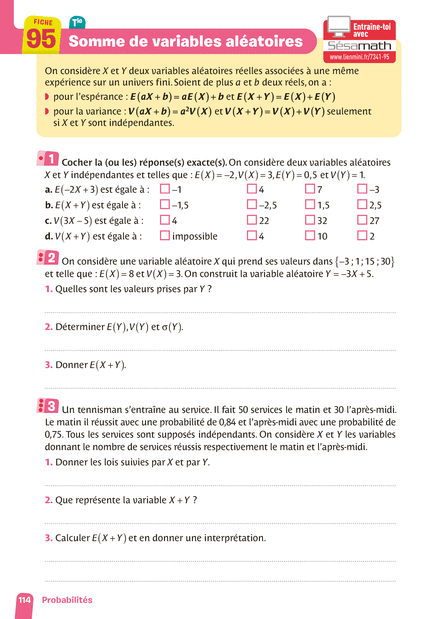 FICHE
95
Tle
Somme de variables aléatoires
Entraîne-toi
avec
Sésamath
www.lienmini.fr/7341-95
On considère X et Y deux variables aléatoires réelles associées à une même
expérience sur un univers fini. Soient de plus a et b deux réels, on a :
pour l'espérance : E(aX + b) = aE(X) + b et E(X + Y) = E(X) + E(Y)
pour la variance : V(aX + b) = a²V(X) et V(X + Y) = V(X) + V(Y) seulement
si X et Y sont indépendantes.
1 Cocher la (ou les) réponse(s) exacte(s). On considère deux variables aléatoires
X et Y indépendantes et telles que : E(X) = –2, V(X) = 3, E(Y) = 0,5 et V(Y) = 1.
a. E(–2X + 3) est égale à : □ –1 □ 4 □ 7 □ –3
b. E(X + Y) est égale à : □ –1,5 □ –2,5 □ 1,5 □ 2,5
c. V(3X – 5) est égale à : □ 4 □ 22 □ 32 □ 27
d. V(X + Y) est égale à : □ impossible □ 4 □ 10 □ 2
2 On considère une variable aléatoire X qui prend ses valeurs dans {–3 ; 1 ; 15 ; 30}
et telle que : E(X) = 8 et V(X) = 3. On construit la variable aléatoire Y = –3X + 5.
1. Quelles sont les valeurs prises par Y ?
2. Déterminer E(Y), V(Y) et σ(Y).
3. Donner E(X + Y).
3 Un tennisman s'entraîne au service. Il fait 50 services le matin et 30 l'après-midi.
Le matin il réussit avec une probabilité de 0,84 et l'après-midi avec une probabilité de
0,75. Tous les services sont supposés indépendants. On considère X et Y les variables
donnant le nombre de services réussis respectivement le matin et l'après-midi.
1. Donner les lois suivies par X et par Y.
2. Que représente la variable X + Y ?
3. Calculer E(X + Y) et en donner une interprétation.
114 Probabilités